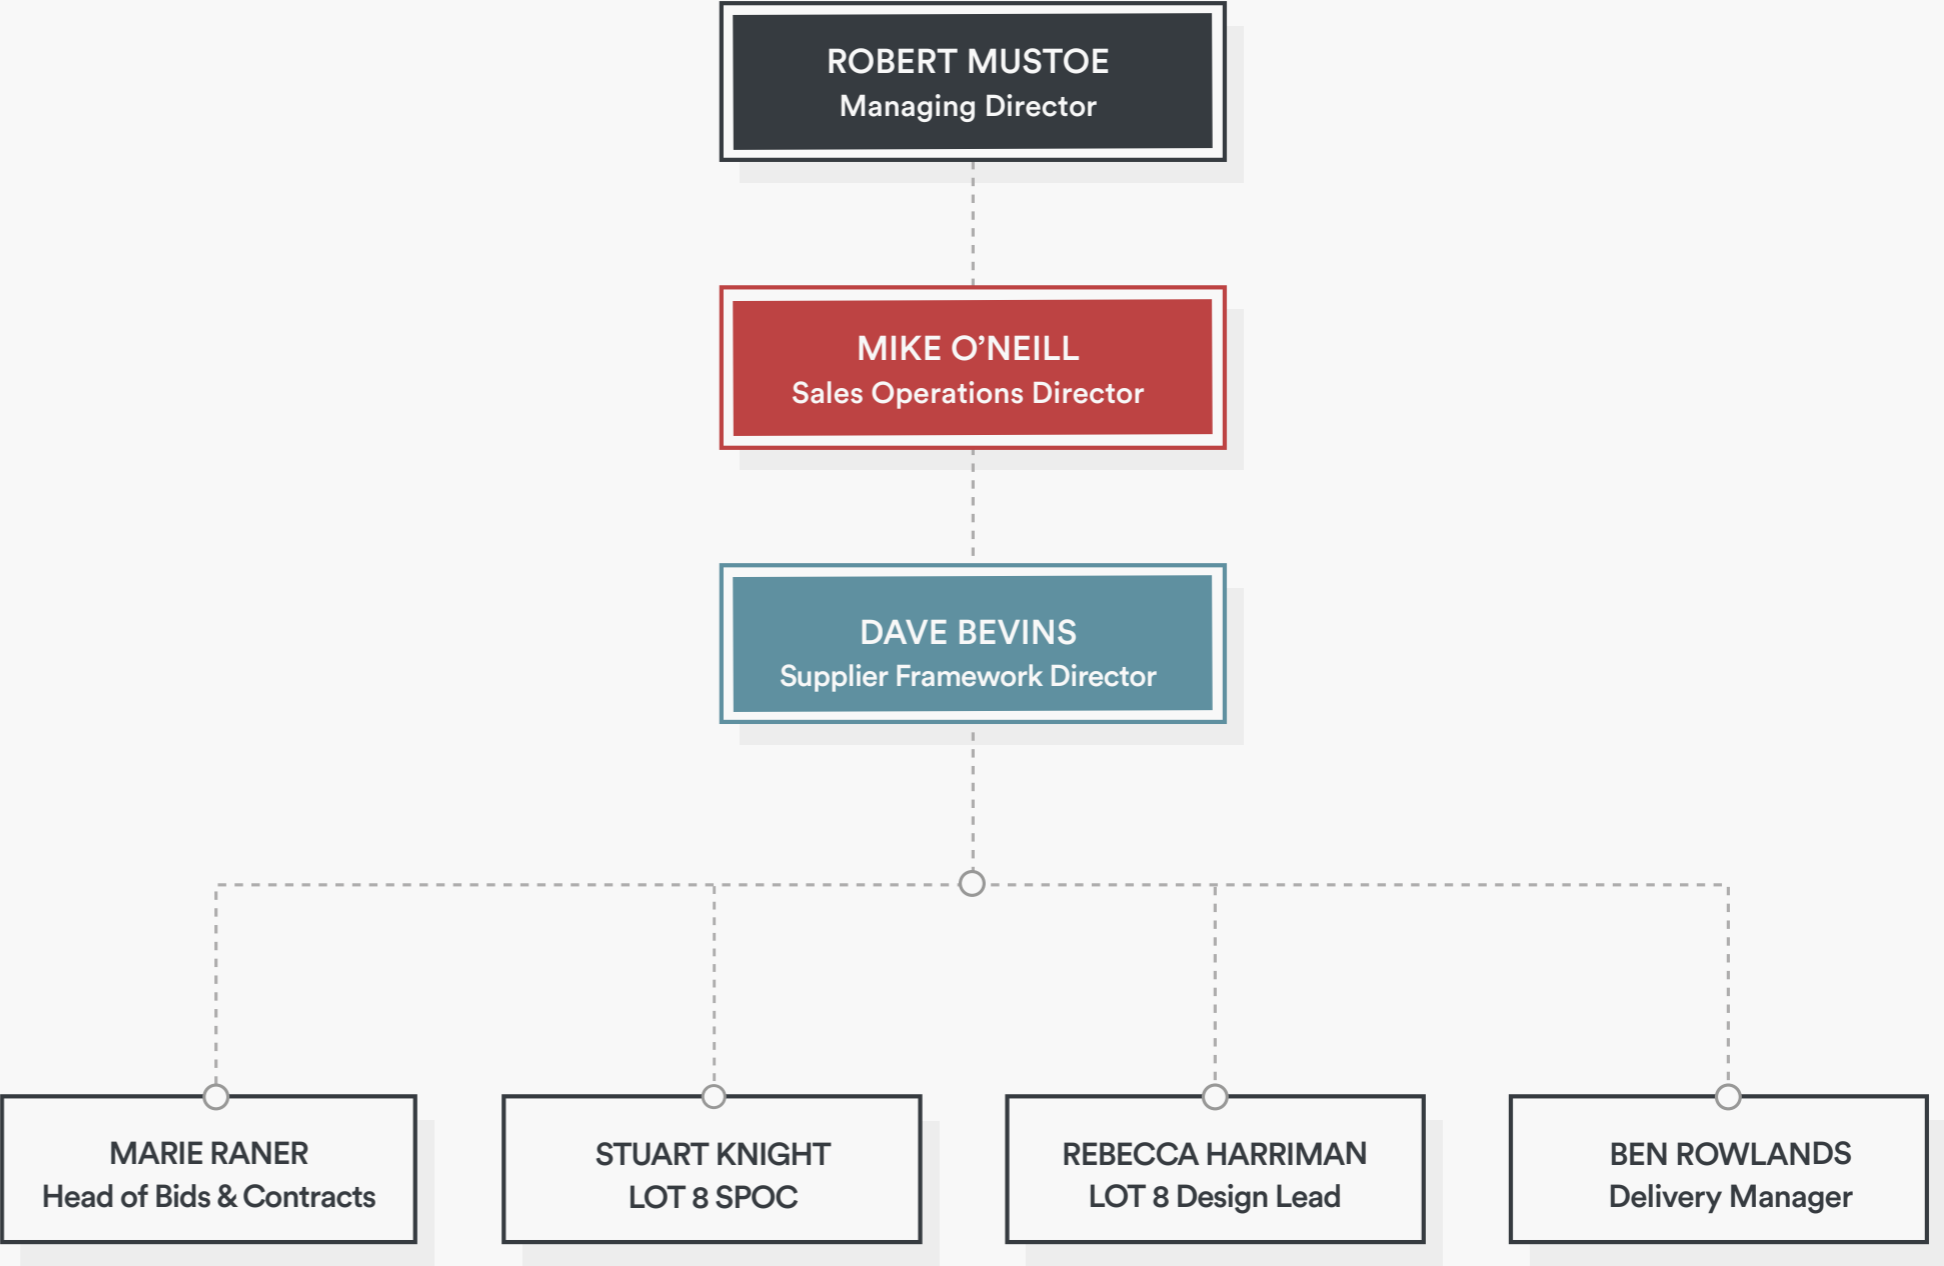 ROBERT MUSTOE
Managing Director
MIKE O’NEILL
Sales Operations Director
DAVE BEVINS
Supplier Framework Director
MARIE RANER
Head of Bids & Contracts
STUART KNIGHT
LOT 8 SPOC
REBECCA HARRIMAN
LOT 8 Design Lead
BEN ROWLANDS
Delivery Manager